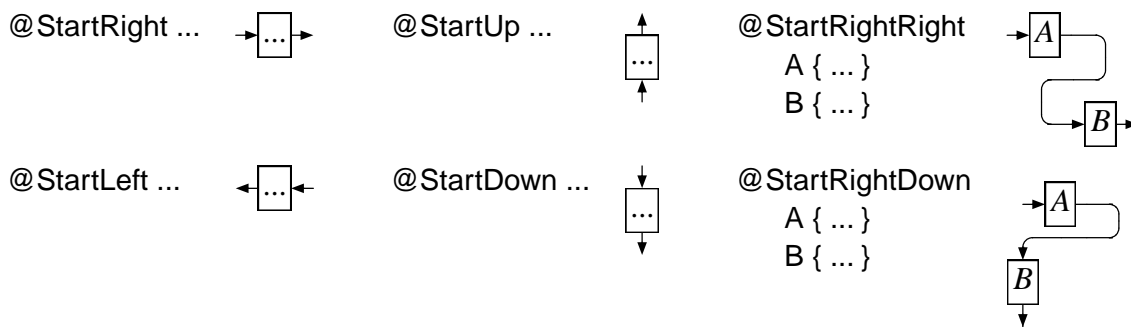 @StartRight ... ... @StartUp ... ... @StartRightRight A
A { ... }
B { ... } B
@StartLeft ... ... @StartDown ... ... @StartRightDown A
A { ... }
B { ... } B